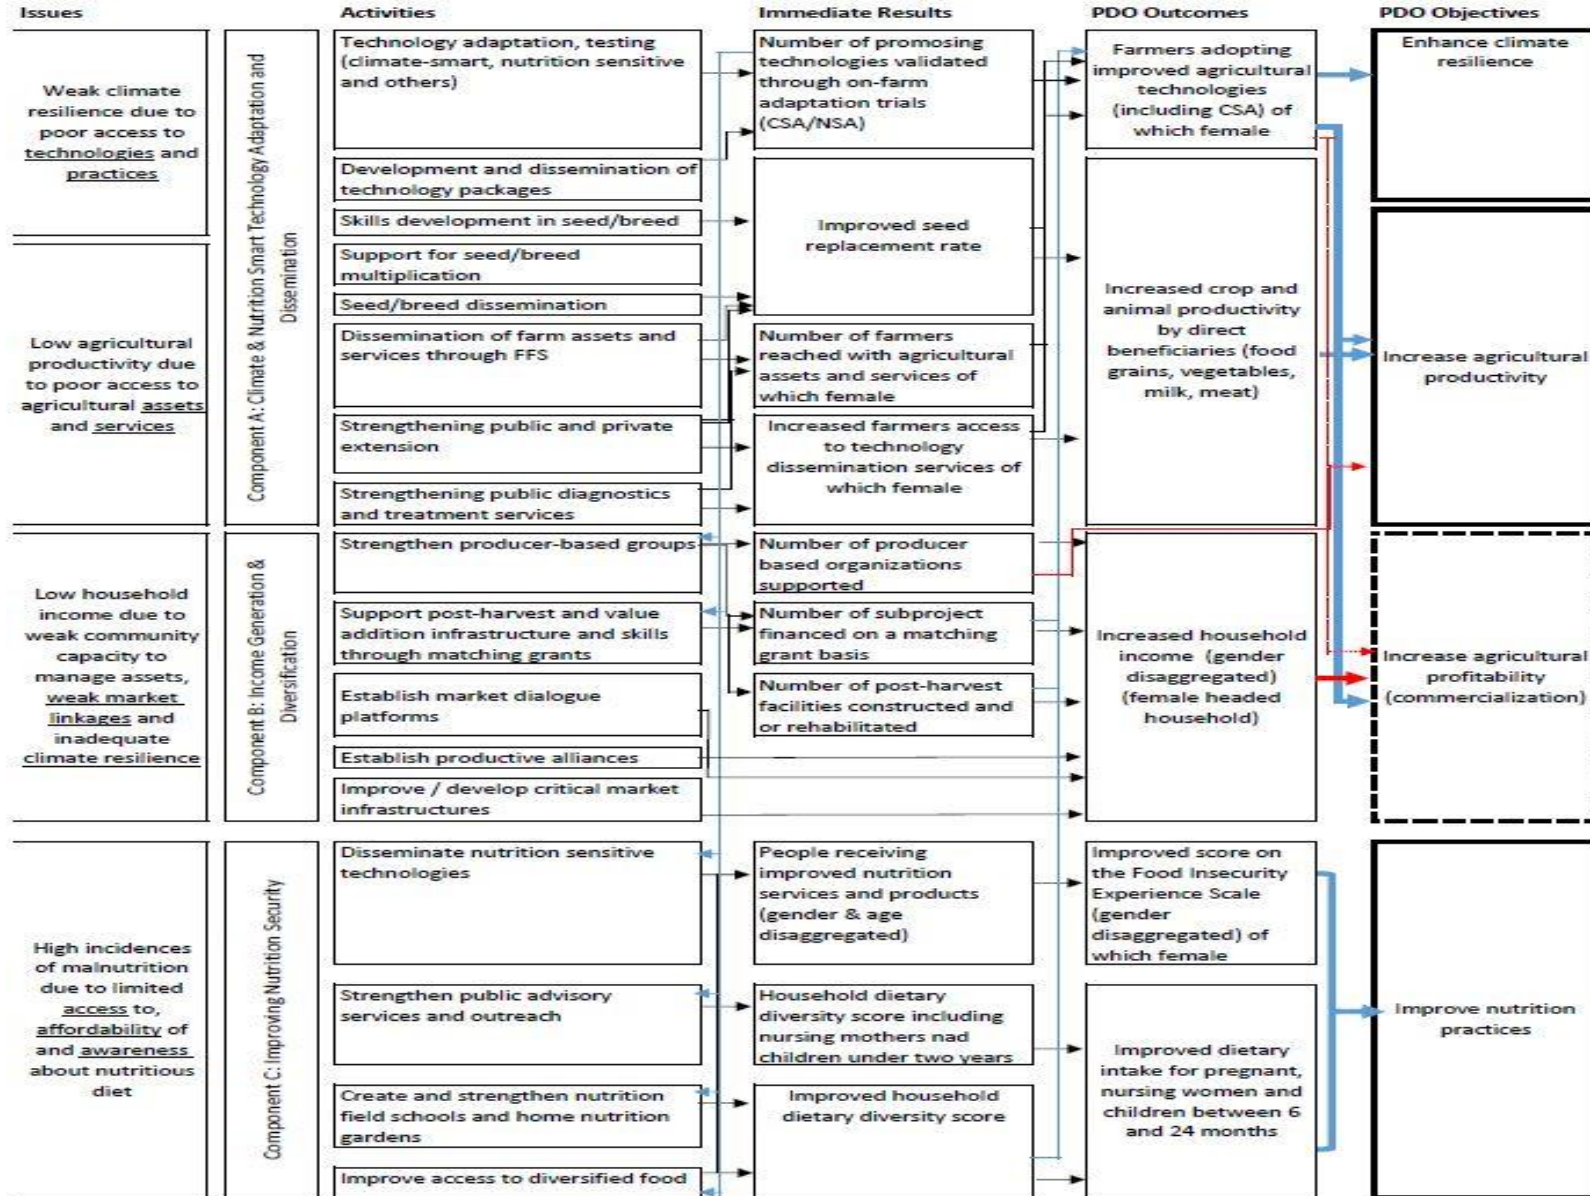 Issues
Activities
Immediate Results
PDO Outcomes
PDO Objectives
Weak climate
resilience due to
poor access to
technologies and
practices
Low agricultural
productivity due
to poor access to
agricultural assets
and services
Low household
income due to
weak community
capacity to
manage assets,
weak market
linkages and
inadequate
climate resilience
High incidences
of malnutrition
due to limited
access to,
affordability of
and awareness
about nutritious
diet
Component A: Climate & Nutrition Smart Technology Adaptation and
Dissemination
Component B: Income Generation &
Diversification
Component C: Improving Nutrition Security
Technology adaptation, testing
(climate-smart, nutrition sensitive
and others)
Development and dissemination of
technology packages
Skills development in seed/breed
Support for seed/breed
multiplication
Seed/breed dissemination
Dissemination of farm assets and
services through FFS
Strengthening public and private
extension
Strengthening public diagnostics
and treatment services
Strengthen producer-based groups
Support post-harvest and value
addition infrastructure and skills
through matching grants
Establish market dialogue
platforms
Establish productive alliances
Improve / develop critical market
infrastructures
Disseminate nutrition sensitive
technologies
Strengthen public advisory
services and outreach
Create and strengthen nutrition
field schools and home nutrition
gardens
Improve access to diversified food
Number of promosing
technologies validated
through on-farm
adaptation trials
(CSA/NSA)
Improved seed
replacement rate
Number of farmers
reached with agricultural
assets and services of
which female
Increased farmers access
to technology
dissemination services of
which female
Number of producer
based organizations
supported
Number of subproject
financed on a matching
grant basis
Number of post-harvest
facilities constructed and
or rehabilitated
People receiving
improved nutrition
services and products
(gender & age
disaggregated)
Household dietary
diversity score including
nursing mothers nad
children under two years
Improved household
dietary diversity score
Farmers adopting
improved agricultural
technologies
(including CSA) of
which female
Increased crop and
animal productivity
by direct
beneficiaries (food
grains, vegetables,
milk, meat)
Increased household
income (gender
disaggregated)
(female headed
household)
Improved score on
the Food Insecurity
Experience Scale
(gender
disaggregated) of
which female
Improved dietary
intake for pregnant,
nursing women and
children between 6
and 24 months
Enhance climate
resilience
Increase agricultural
productivity
Increase agricultural
profitability
(commercialization)
Improve nutrition
practices